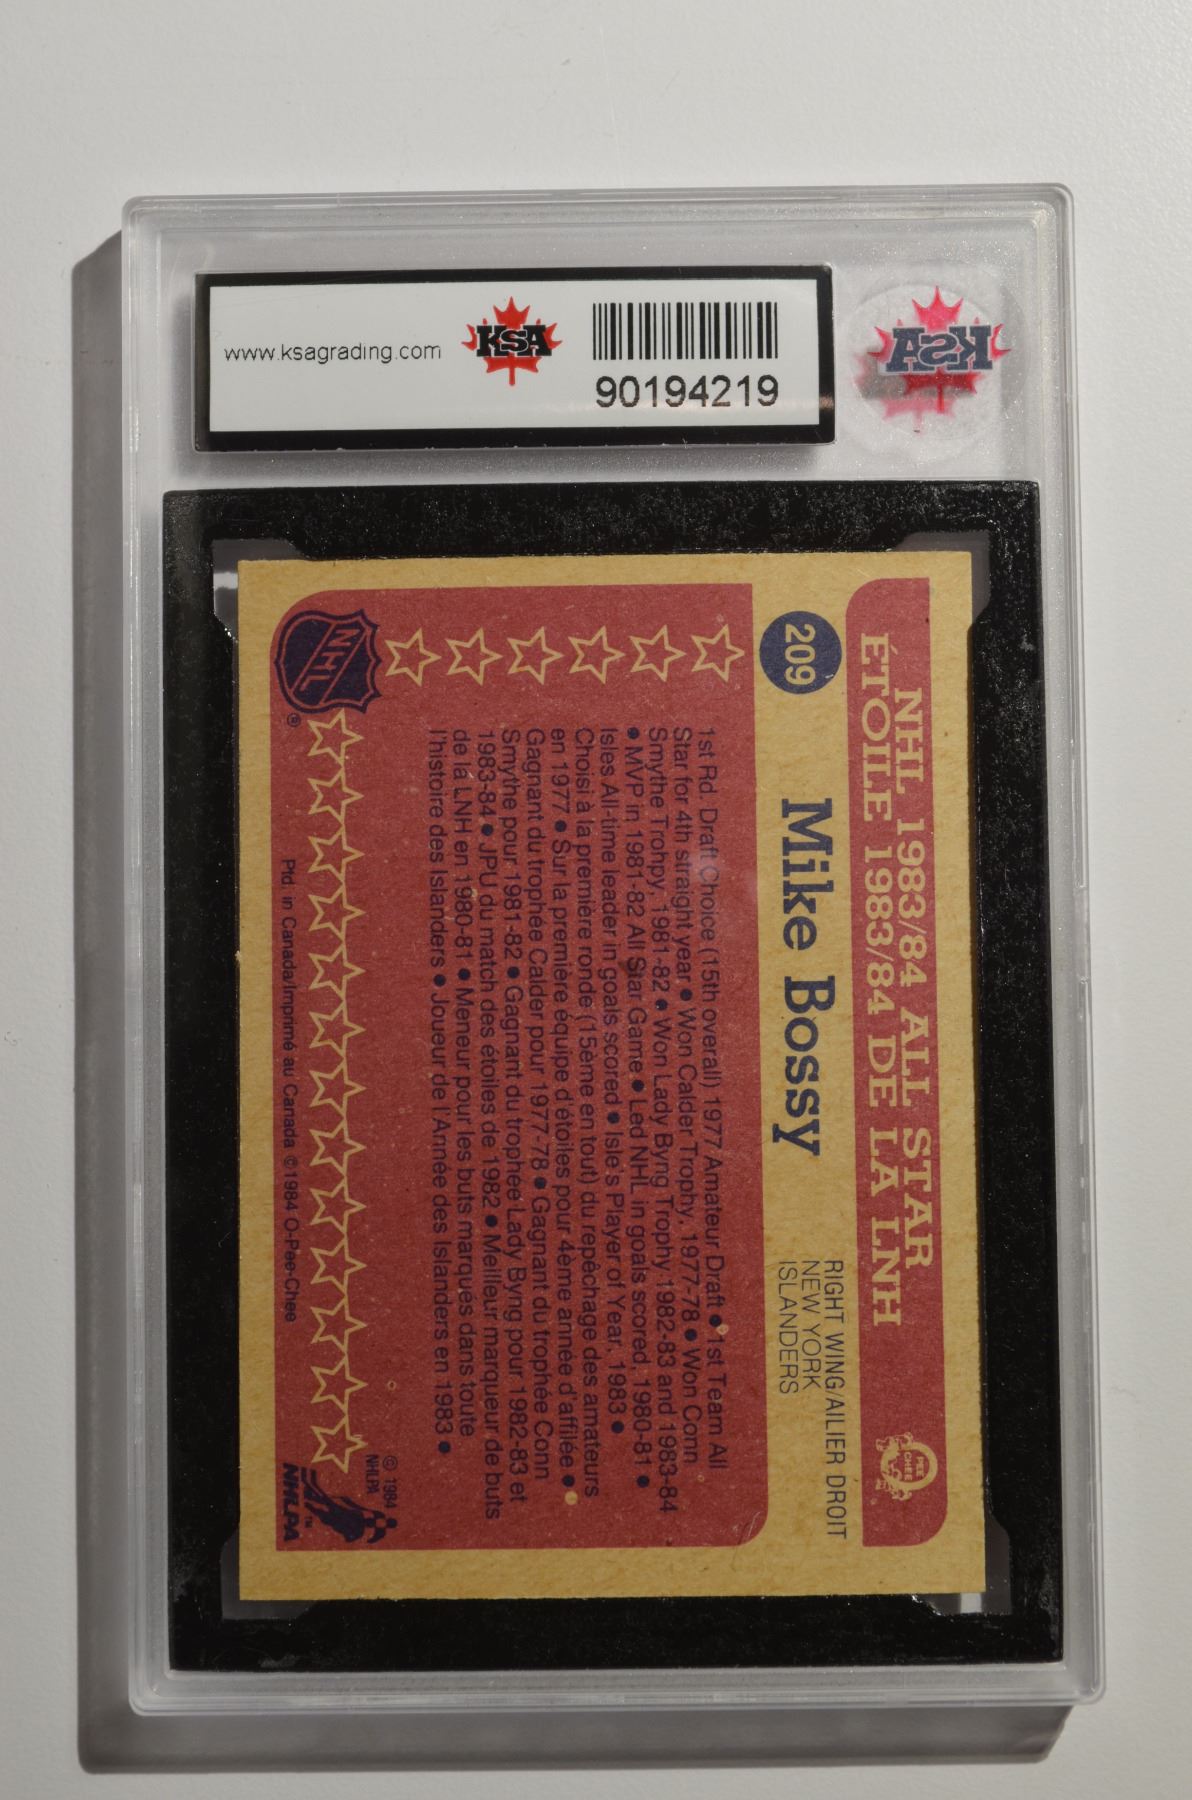 www.ksagrading.com
KSA
90194219
KSA
NHL 1983/84 ALL STAR
ÉTOILE 1983/84 DE LA LNH
O
PEE
CHEE
209
Mike Bossy
RIGHT WING/AILIER DROIT
NEW YORK
ISLANDERS
1st Rd. Draft Choice (15th overall) 1977 Amateur Draft • 1st Team All
Star for 4th straight year • Won Calder Trophy, 1977-78 • Won Conn
Smythe Trohpy, 1981-82 • Won Lady Byng Trophy 1982-83 and 1983-84
• MVP in 1981-82 All Star Game • Led NHL in goals scored, 1980-81 •
Isles All-time leader in goals scored • Isle's Player of Year, 1983 •
Choisi à la première ronde (15ème en tout) du repêchage des amateurs
en 1977 • Sur la première équipe d'étoiles pour 4ème année d'affilée •
Gagnant du trophée Calder pour 1977-78 • Gagnant du trophée Conn
Smythe pour 1981-82 • Gagnant du trophée Lady Byng pour 1982-83 et
1983-84 • JPU du match des étoiles de 1982 • Meilleur marqueur de buts
de la LNH en 1980-81 • Meneur pour les buts marques dans toute
l'histoire des Islanders • Joueur de l'Année des Islanders en 1983 •
NHL
®
Ptd. in Canada/Imprimé au Canada ©1984 O-Pee-Chee
© 1984
NHLPA
TM
NHLPA